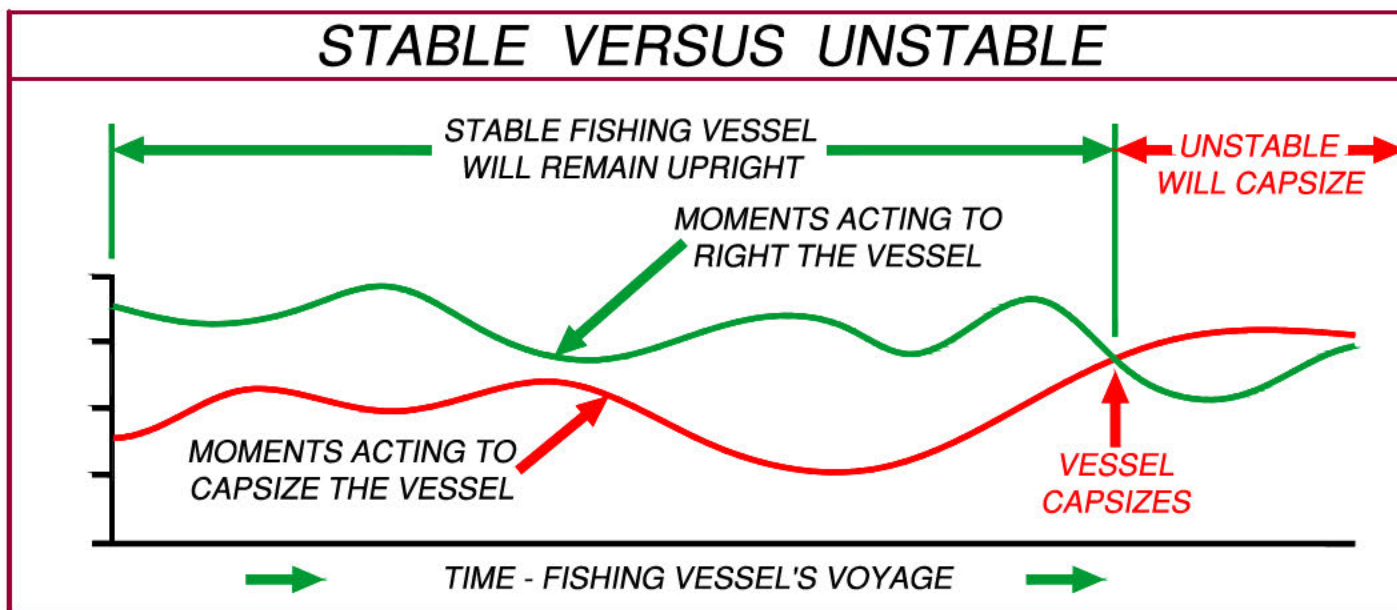 STABLE VERSUS UNSTABLE
STABLE FISHING VESSEL
WILL REMAIN UPRIGHT
UNSTABLE
WILL CAPSIZE
MOMENTS ACTING TO
RIGHT THE VESSEL
MOMENTS ACTING TO
CAPSIZE THE VESSEL
VESSEL
CAPSIZES
TIME - FISHING VESSEL'S VOYAGE